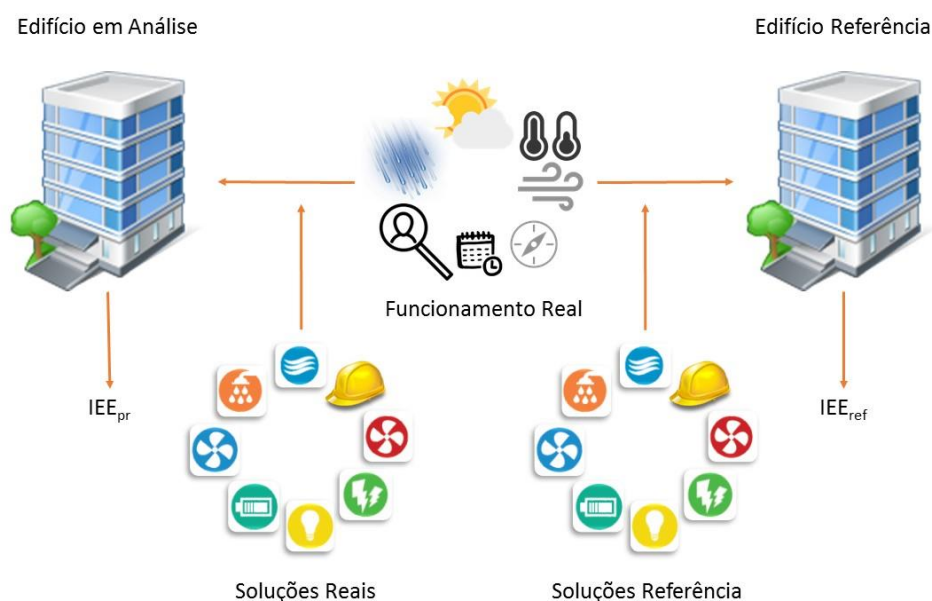 Edifício em Análise
Edifício Referência
Funcionamento Real
IEEpr
IEEref
Soluções Reais
Soluções Referência